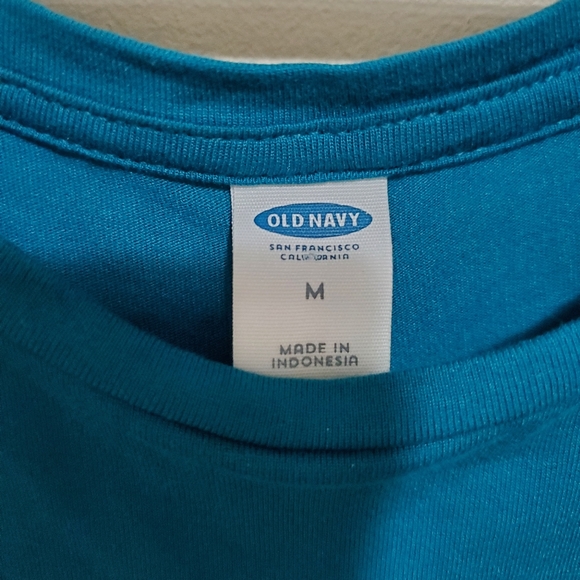 OLD NAVY
SAN FRANCISCO
CALIFORNIA
M
MADE IN
INDONESIA